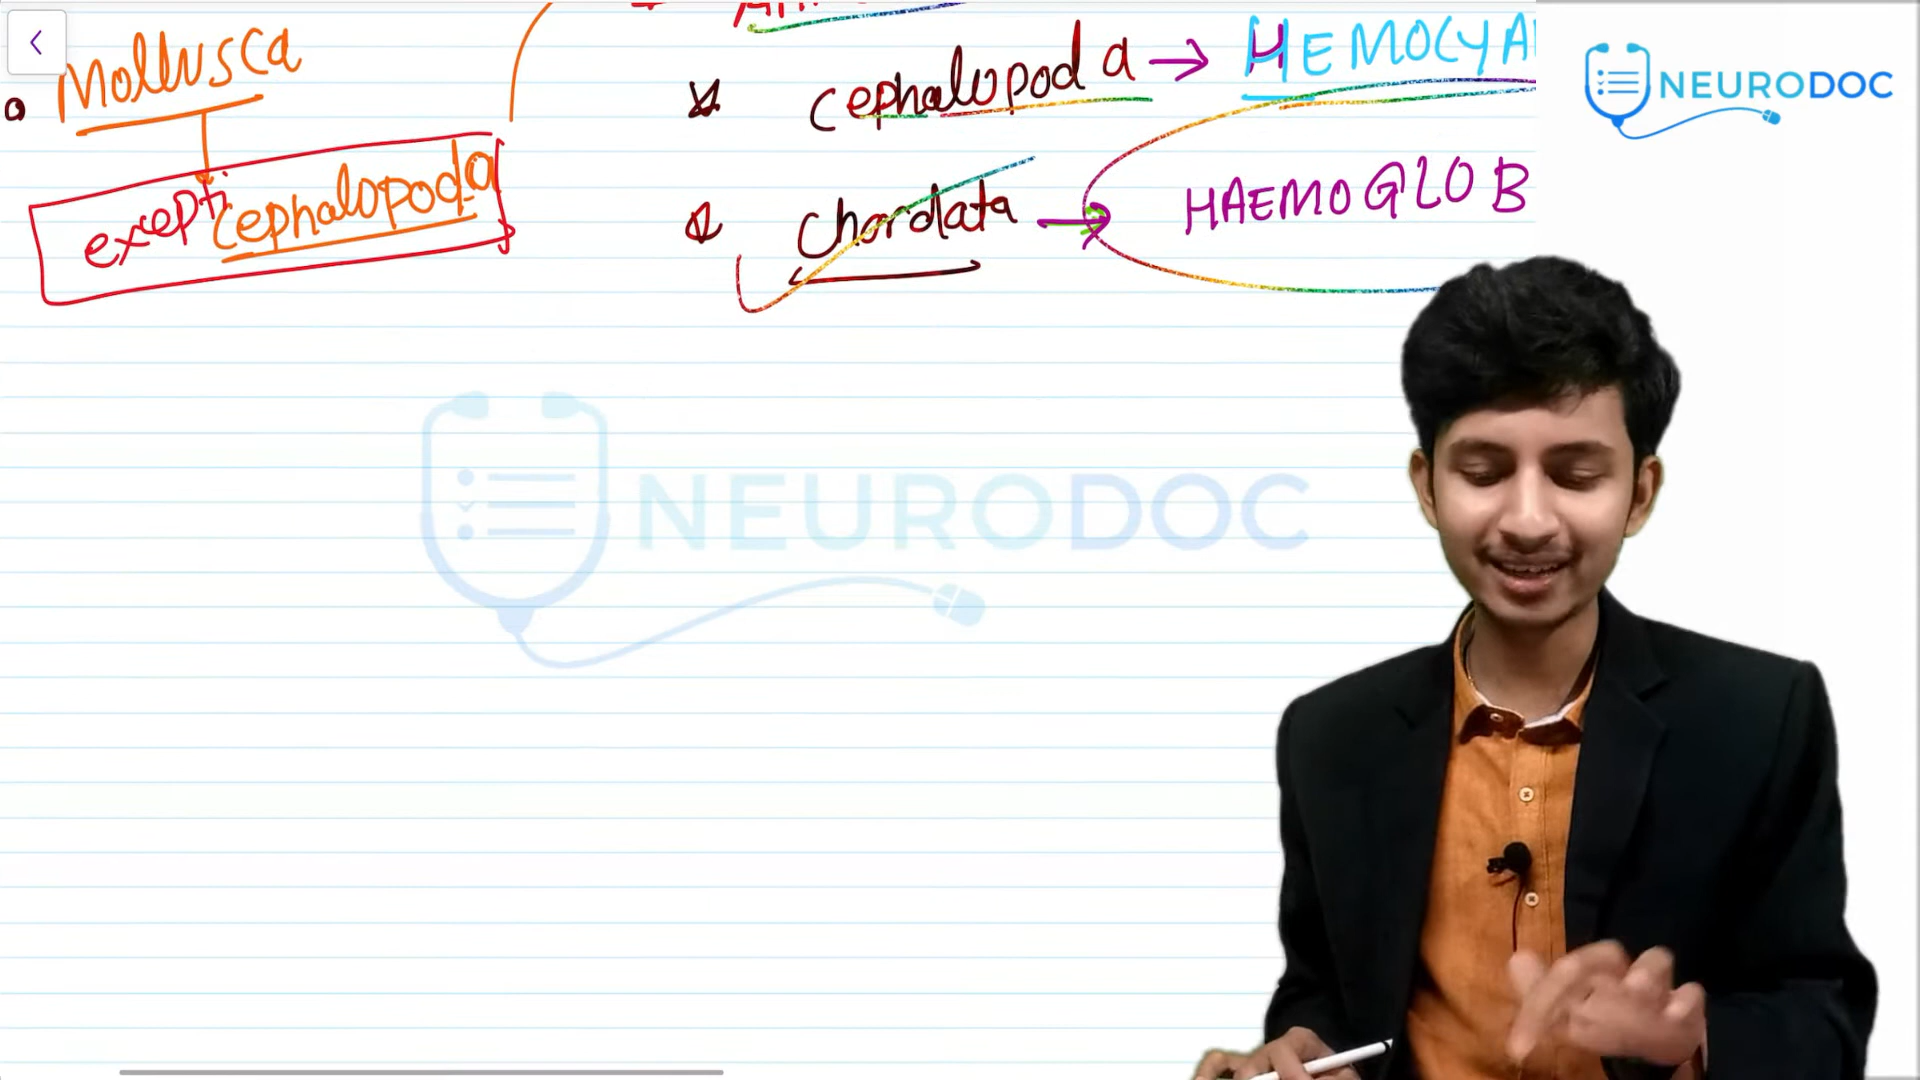 Mollusca
except cephalopoda
cephalopoda → HEMOCYA
chordata → HAEMOGLOB
NEURODOC
NEURODOC